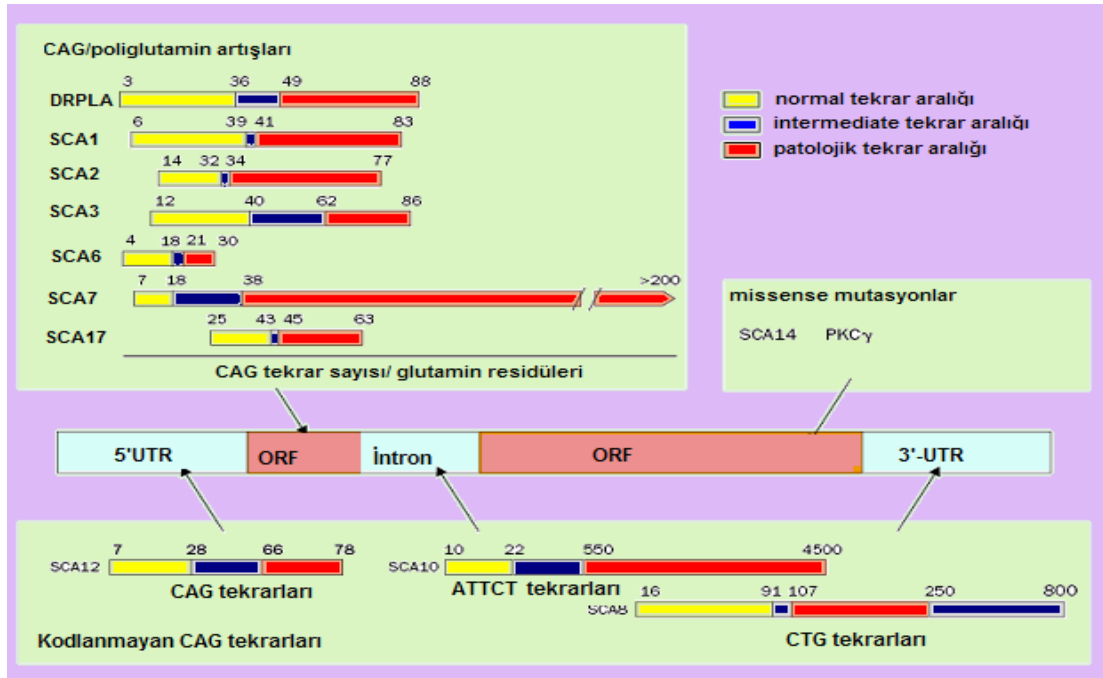 CAG/poliglutamin artışları
3 36 49 88
DRPLA
6 39 41 83
SCA1
14 32 34 77
SCA2
12 40 62 86
SCA3
4 18 21 30
SCA6
7 18 38 >200
SCA7
25 43 45 63
SCA17
CAG tekrar sayısı/ glutamin residüleri
normal tekrar aralığı
intermediate tekrar aralığı
patolojik tekrar aralığı
missense mutasyonlar
SCA14 PKCγ
5'UTR ORF İntron ORF 3'-UTR
7 28 66 78
SCA12
CAG tekrarları
10 22 550 4500
SCA10
ATTCT tekrarları
16 91 107 250 800
SCA8
CTG tekrarları
Kodlanmayan CAG tekrarları